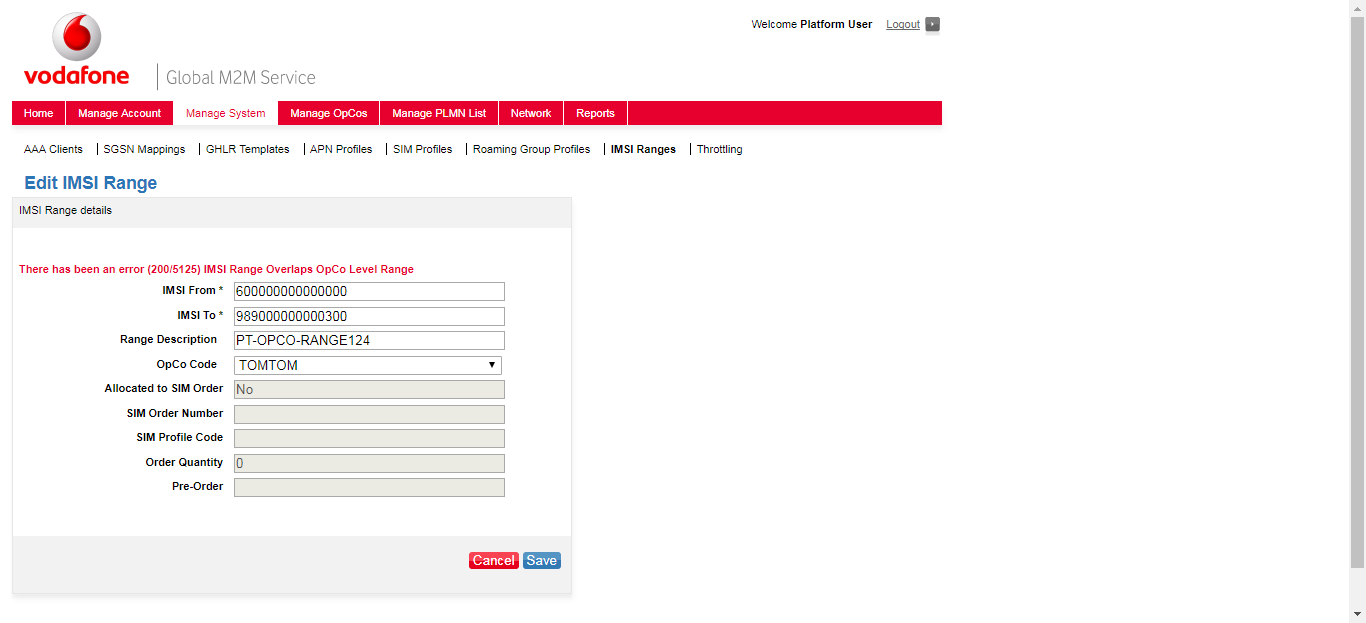 Welcome Platform User Logout
vodafone Global M2M Service
Home Manage Account Manage System Manage OpCos Manage PLMN List Network Reports
AAA Clients SGSN Mappings GHLR Templates APN Profiles SIM Profiles Roaming Group Profiles IMSI Ranges Throttling
Edit IMSI Range
IMSI Range details
There has been an error (200/5125) IMSI Range Overlaps OpCo Level Range
IMSI From * 600000000000000
IMSI To * 989000000000300
Range Description PT-OPCO-RANGE124
OpCo Code TOMTOM
Allocated to SIM Order No
SIM Order Number
SIM Profile Code
Order Quantity 0
Pre-Order
Cancel Save